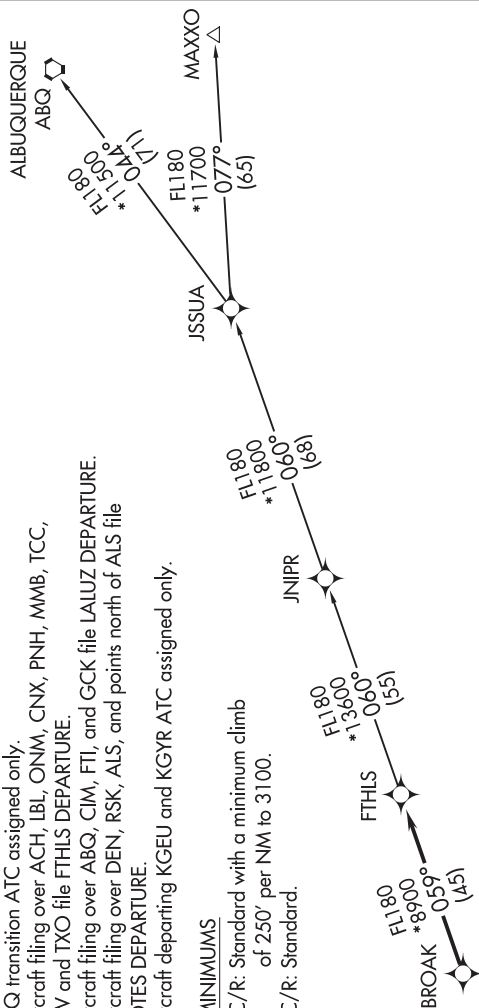 ALBUQUERQUE
ABQ
MAXXO
FL180
*11500
044°
(71)
FL180
*11700
077°
(65)
JSSUA
FL180
*11800
060°
(68)
JNIPR
FL180
*13600
060°
(55)
FTHLS
FL180
*8900
059°
(45)
BROAK
Q transition ATC assigned only.
craft filing over ACH, LBL, ONM, CNX, PNH, MMB, TCC,
V and TXO file FTHLS DEPARTURE.
craft filing over ABQ, CIM, FTI, and GCK file LALUZ DEPARTURE.
craft filing over DEN, RSK, ALS, and points north of ALS file
OTES DEPARTURE.
craft departing KGEU and KGYR ATC assigned only.
MINIMUMS
C/R: Standard with a minimum climb
of 250' per NM to 3100.
C/R: Standard.